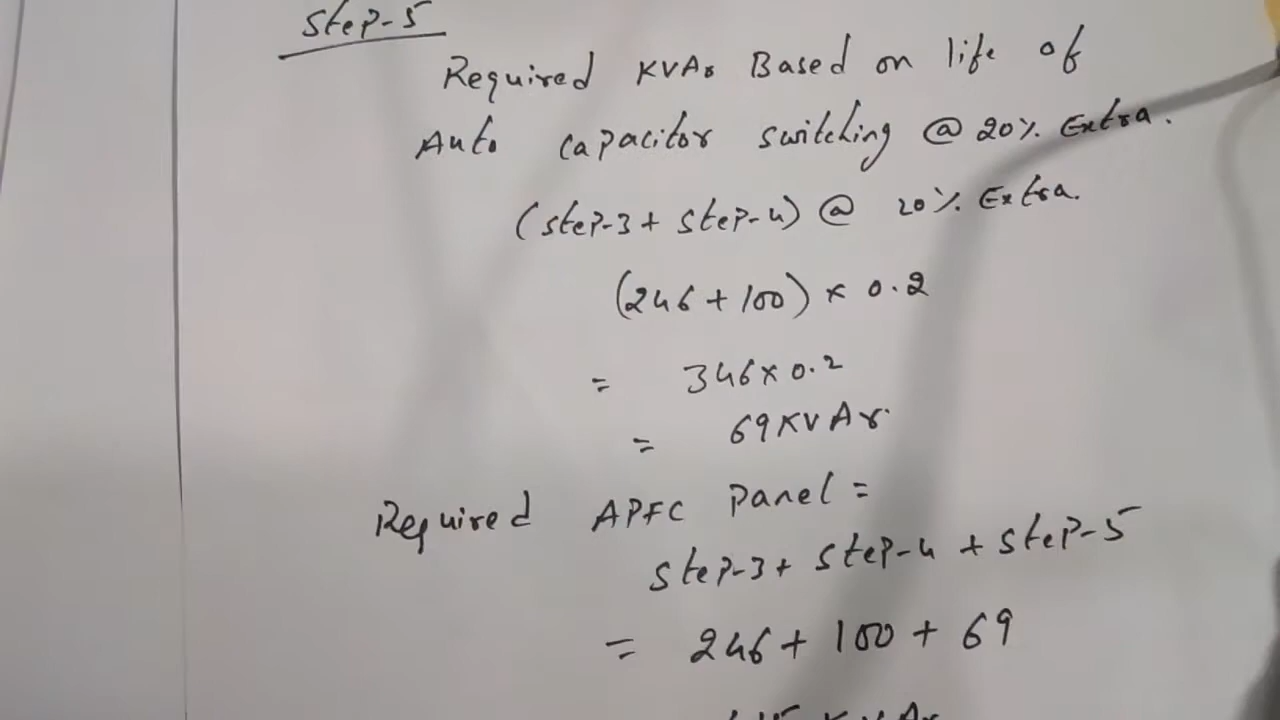 Step-5
Required KVAr Based on life of
Auto capacitor switching @ 20% Extra.
(step-3 + step-4) @ 20% Extra.
(246 + 100) × 0.2
= 346 × 0.2
= 69 KVAr.
Required APFC Panel =
step-3 + step-4 + step-5
= 246 + 100 + 69
KVAr